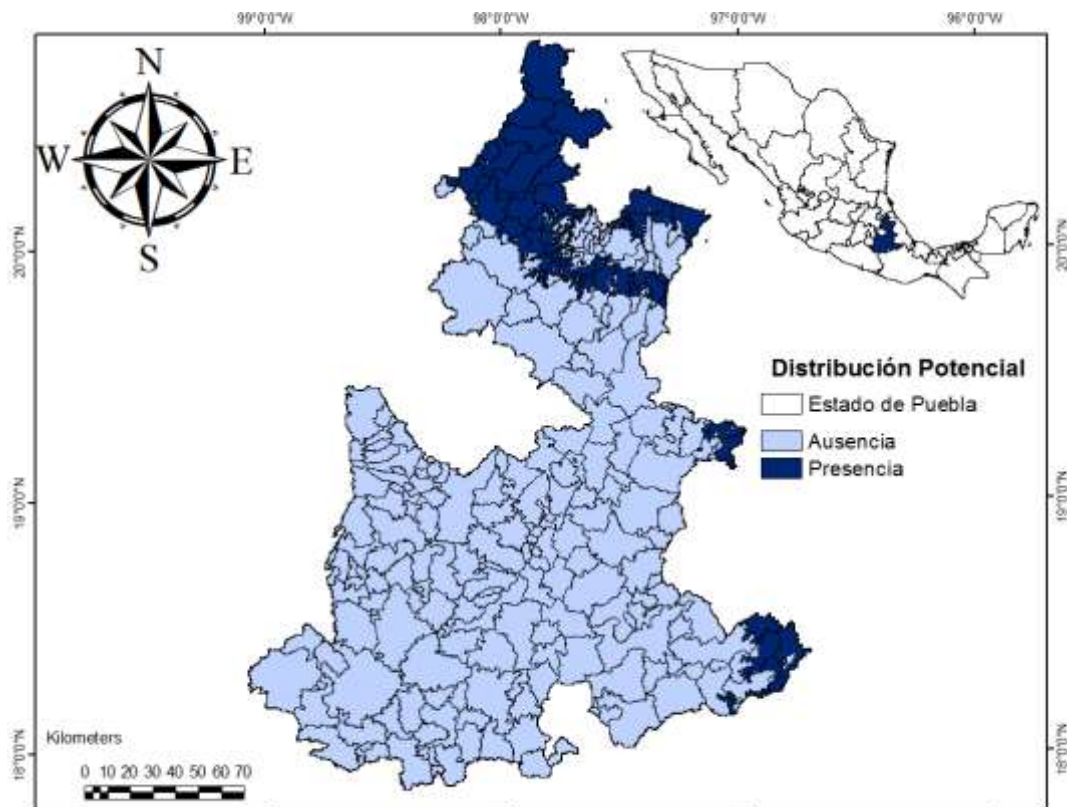 99°0'0"W 98°0'0"W 97°0'0"W 96°0'0"W
N
W E
S
20°0'0"N 20°0'0"N
Distribución Potencial
Estado de Puebla
Ausencia
Presencia
19°0'0"N 19°0'0"N
Kilometers
0 10 20 30 40 50 60 70
18°0'0"N 18°0'0"N